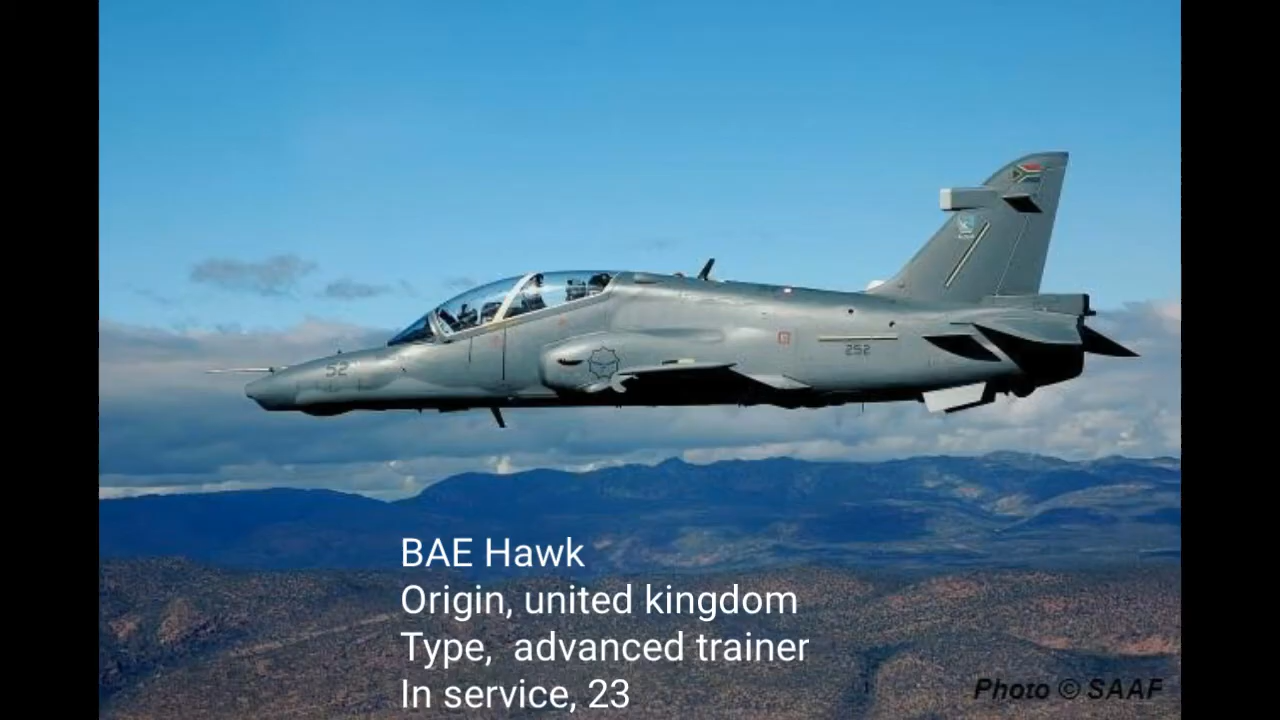 52
252
BAE Hawk
Origin, united kingdom
Type,  advanced trainer
In service, 23
Photo © SAAF